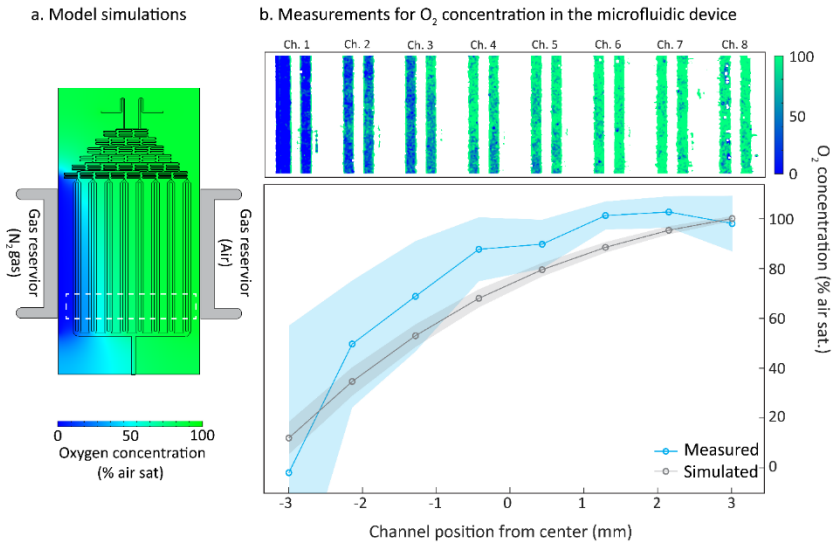 a. Model simulations
Gas reservior
(N2 gas)
Gas reservior
(Air)
0 50 100
Oxygen concentration
(% air sat)
b. Measurements for O2 concentration in the microfluidic device
Ch. 1 Ch. 2 Ch. 3 Ch. 4 Ch. 5 Ch. 6 Ch. 7 Ch. 8
100
50
0
O2 concentration
(% air sat.)
100
80
60
40
20
0
Measured
Simulated
-3 -2 -1 0 1 2 3
Channel position from center (mm)